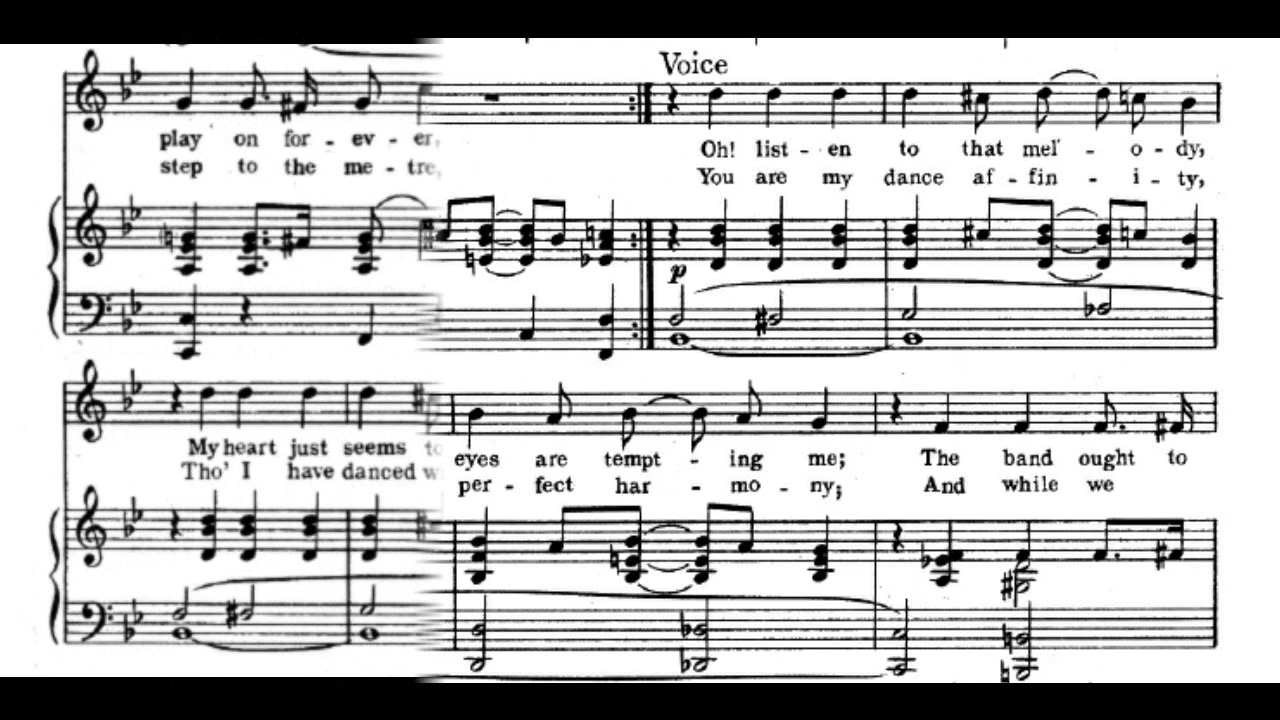 Voice
play on for - ev - er, Oh! list - en to that mel - o - dy,
step to the me - tre, You are my dance af - fin - i - ty,
p
My heart just seems to eyes are tempt - ing me; The band ought to
Tho' I have danced per - fect har - mo - ny; And while we